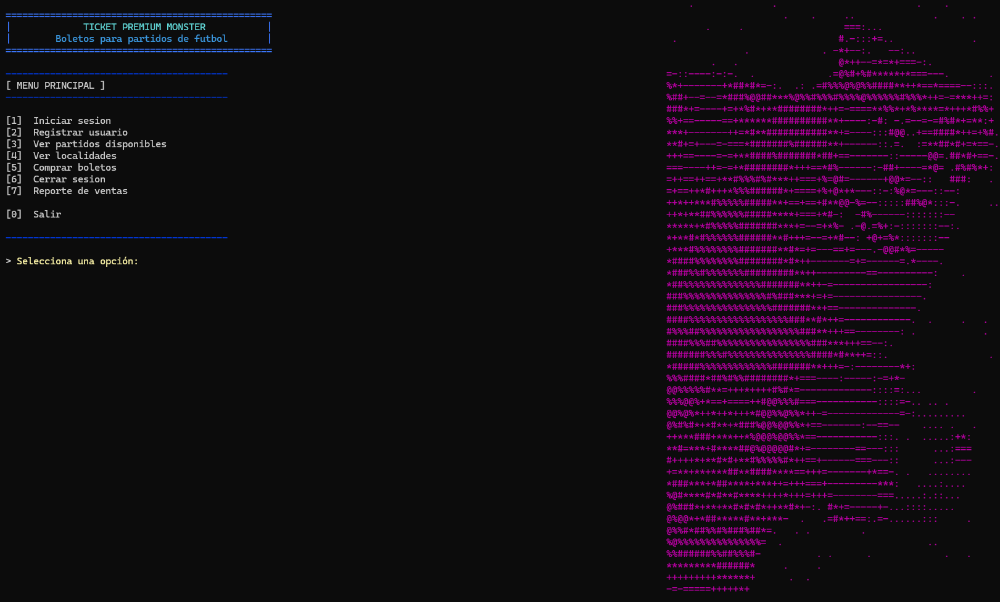 TICKET PREMIUM MONSTER
Boletos para partidos de futbol
[ MENU PRINCIPAL ]
[1] Iniciar sesion
[2] Registrar usuario
[3] Ver partidos disponibles
[4] Ver localidades
[5] Comprar boletos
[6] Cerrar sesion
[7] Reporte de ventas
[0] Salir
> Selecciona una opción: